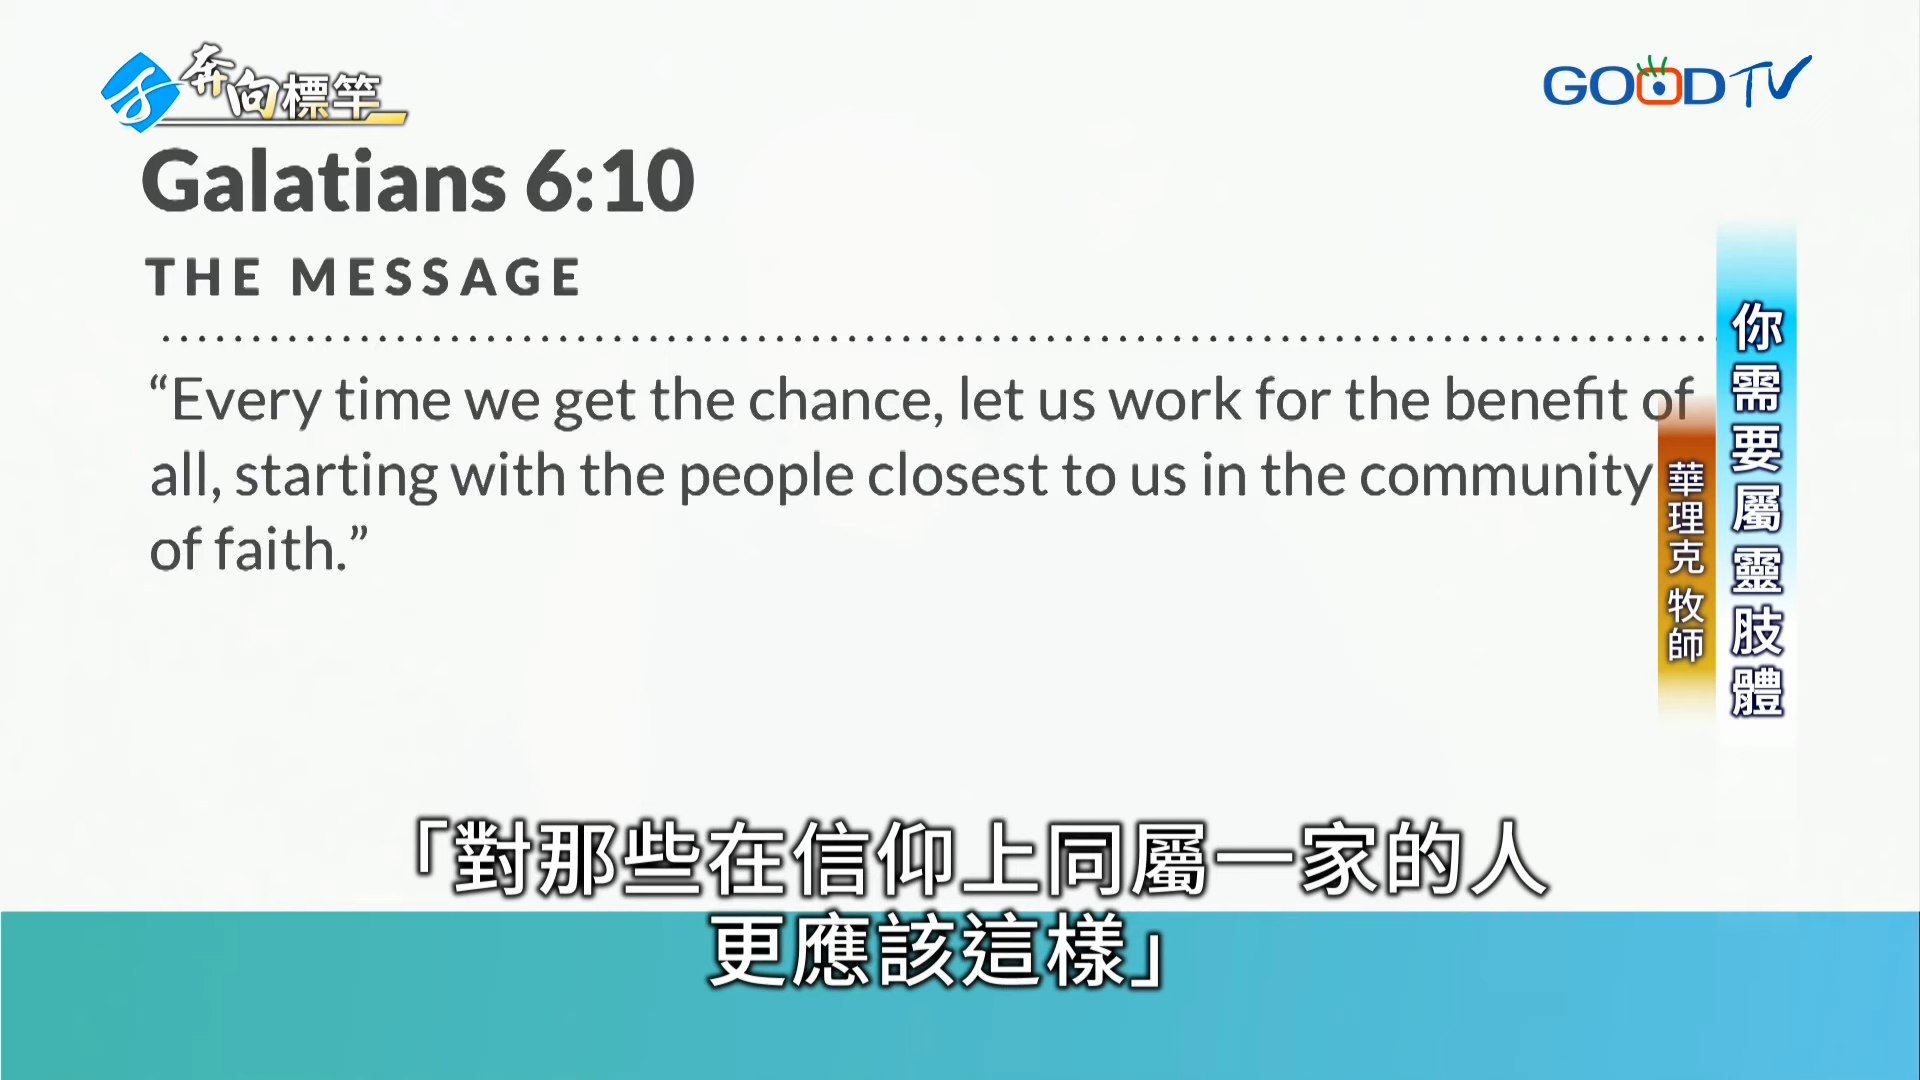 奔向標竿
GOODTV
Galatians 6:10
THE MESSAGE
“Every time we get the chance, let us work for the benefit of
all, starting with the people closest to us in the community
of faith.”
你需要屬靈肢體
華理克 牧師
「對那些在信仰上同屬一家的人
更應該這樣」